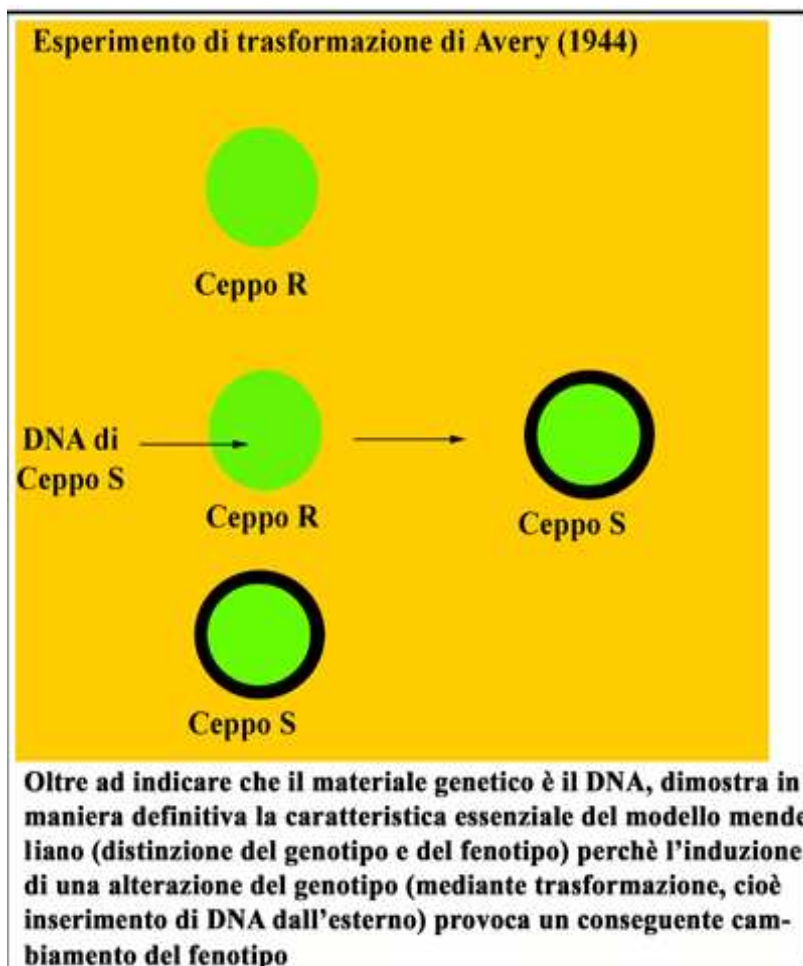 Esperimento di trasformazione di Avery (1944)
Ceppo R
DNA di
Ceppo S
Ceppo R
Ceppo S
Ceppo S
Oltre ad indicare che il materiale genetico è il DNA, dimostra in
maniera definitiva la caratteristica essenziale del modello mende
liano (distinzione del genotipo e del fenotipo) perchè l'induzione
di una alterazione del genotipo (mediante trasformazione, cioè
inserimento di DNA dall'esterno) provoca un conseguente cam-
biamento del fenotipo